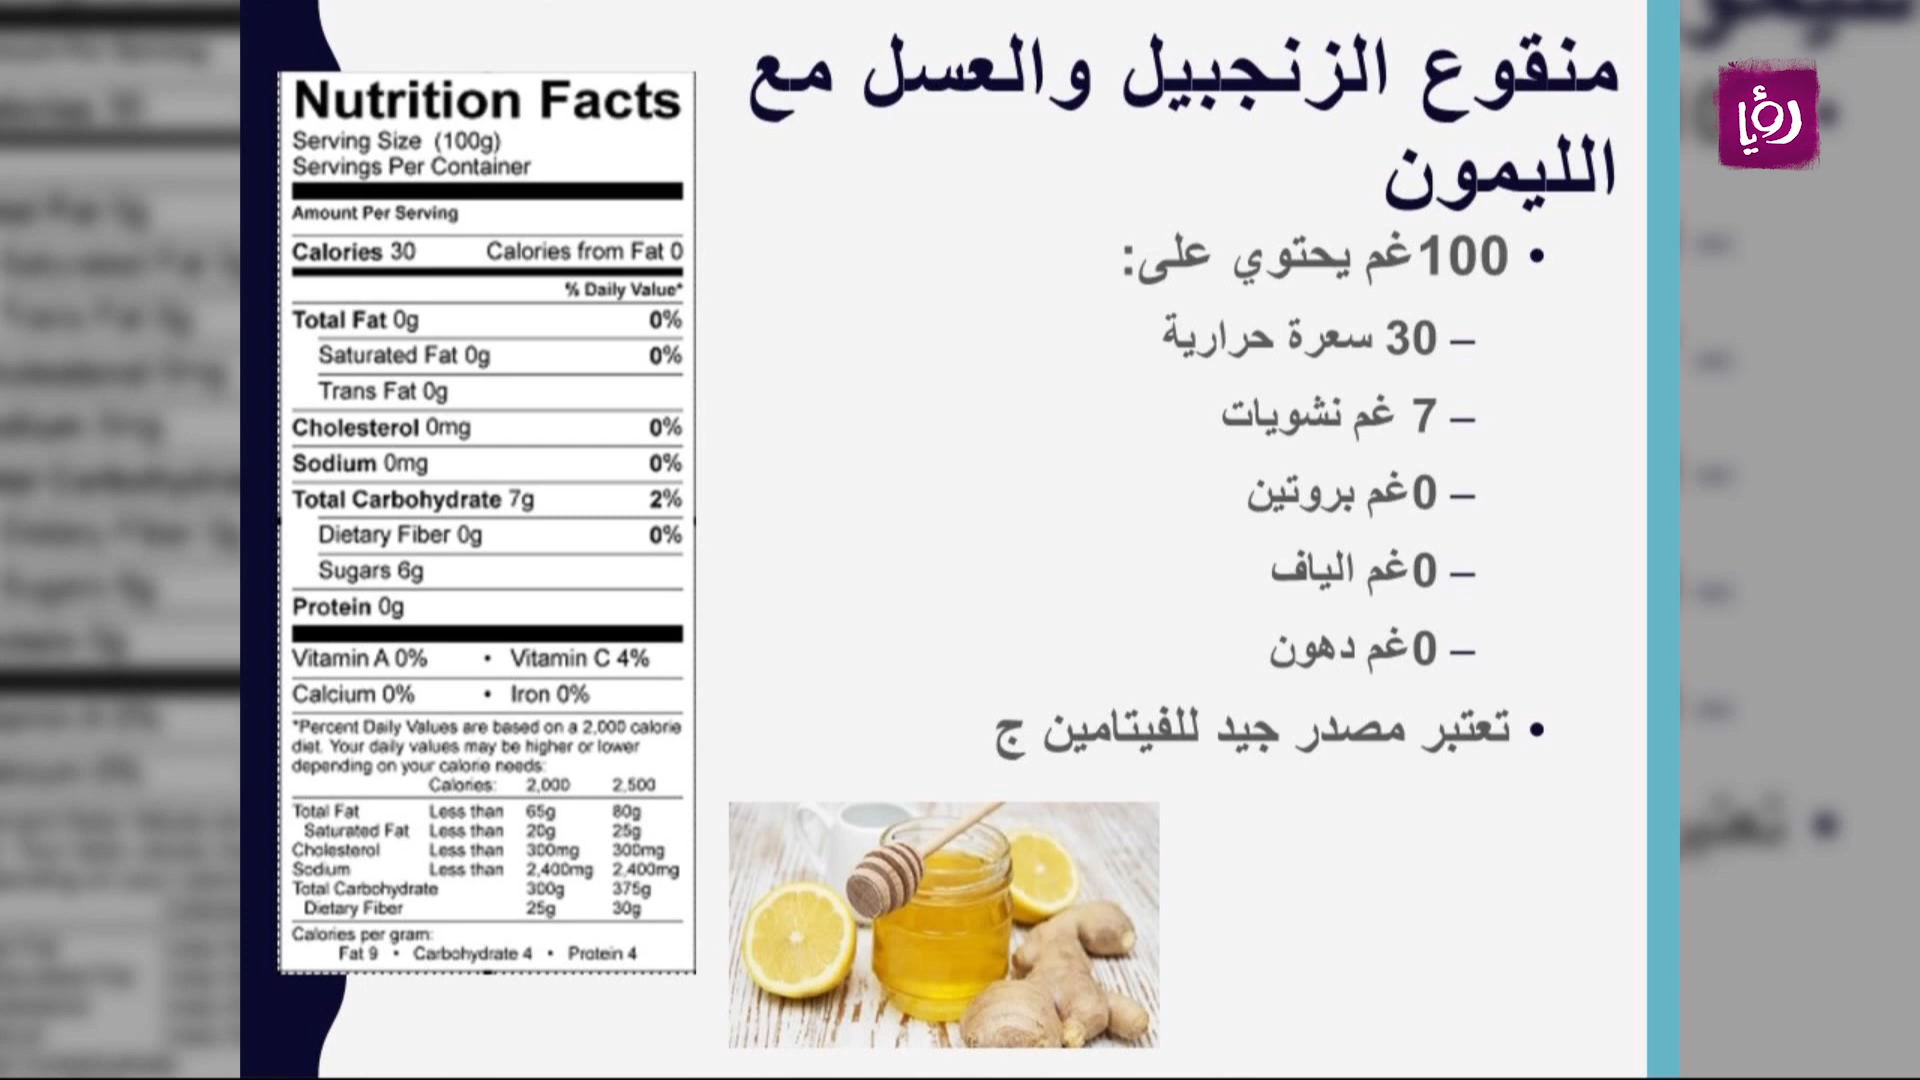 منقوع الزنجبيل والعسل مع
الليمون
• 100غم يحتوي على:
– 30 سعرة حرارية
– 7 غم نشويات
– 0غم بروتين
– 0غم الياف
– 0غم دهون
• تعتبر مصدر جيد للفيتامين ج
رؤيا
Nutrition Facts
Serving Size (100g)
Servings Per Container
Amount Per Serving
Calories 30 Calories from Fat 0
% Daily Value*
Total Fat 0g 0%
Saturated Fat 0g 0%
Trans Fat 0g
Cholesterol 0mg 0%
Sodium 0mg 0%
Total Carbohydrate 7g 2%
Dietary Fiber 0g 0%
Sugars 6g
Protein 0g
Vitamin A 0% • Vitamin C 4%
Calcium 0% • Iron 0%
*Percent Daily Values are based on a 2,000 calorie
diet. Your daily values may be higher or lower
depending on your calorie needs:
Calories: 2,000 2,500
Total Fat Less than 65g 80g
Saturated Fat Less than 20g 25g
Cholesterol Less than 300mg 300mg
Sodium Less than 2,400mg 2,400mg
Total Carbohydrate 300g 375g
Dietary Fiber 25g 30g
Calories per gram:
Fat 9 • Carbohydrate 4 • Protein 4